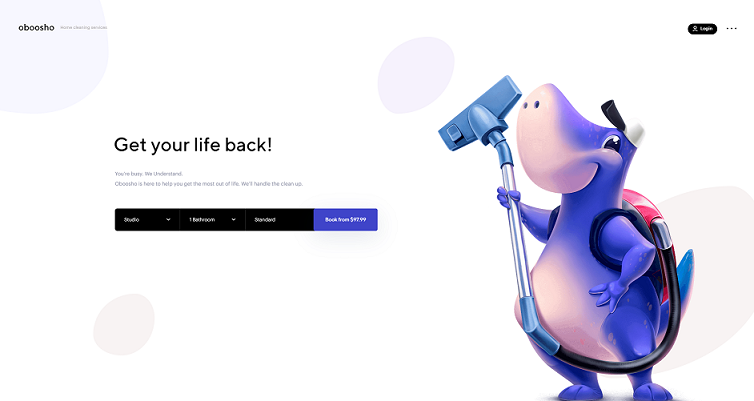 oboosho
Home cleaning services
Login
Get your life back!
You're busy. We Understand.
Oboosho is here to help you get the most out of life. We'll handle the clean up.
Studio
1 Bathroom
Standard
Book from $97.99